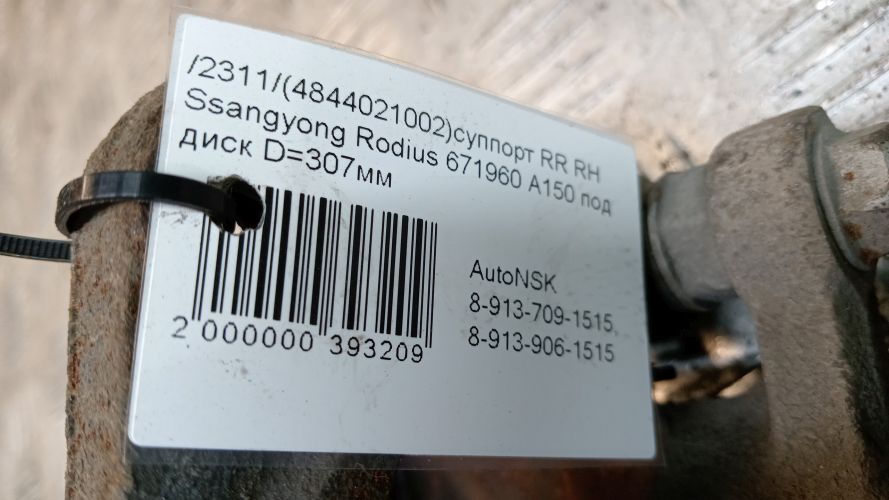 /2311/(4844021002)суппорт RR RH
Ssangyong Rodius 671960 A150 под
диск D=307мм
AutoNSK
8-913-709-1515,
8-913-906-1515
2 000000 393209